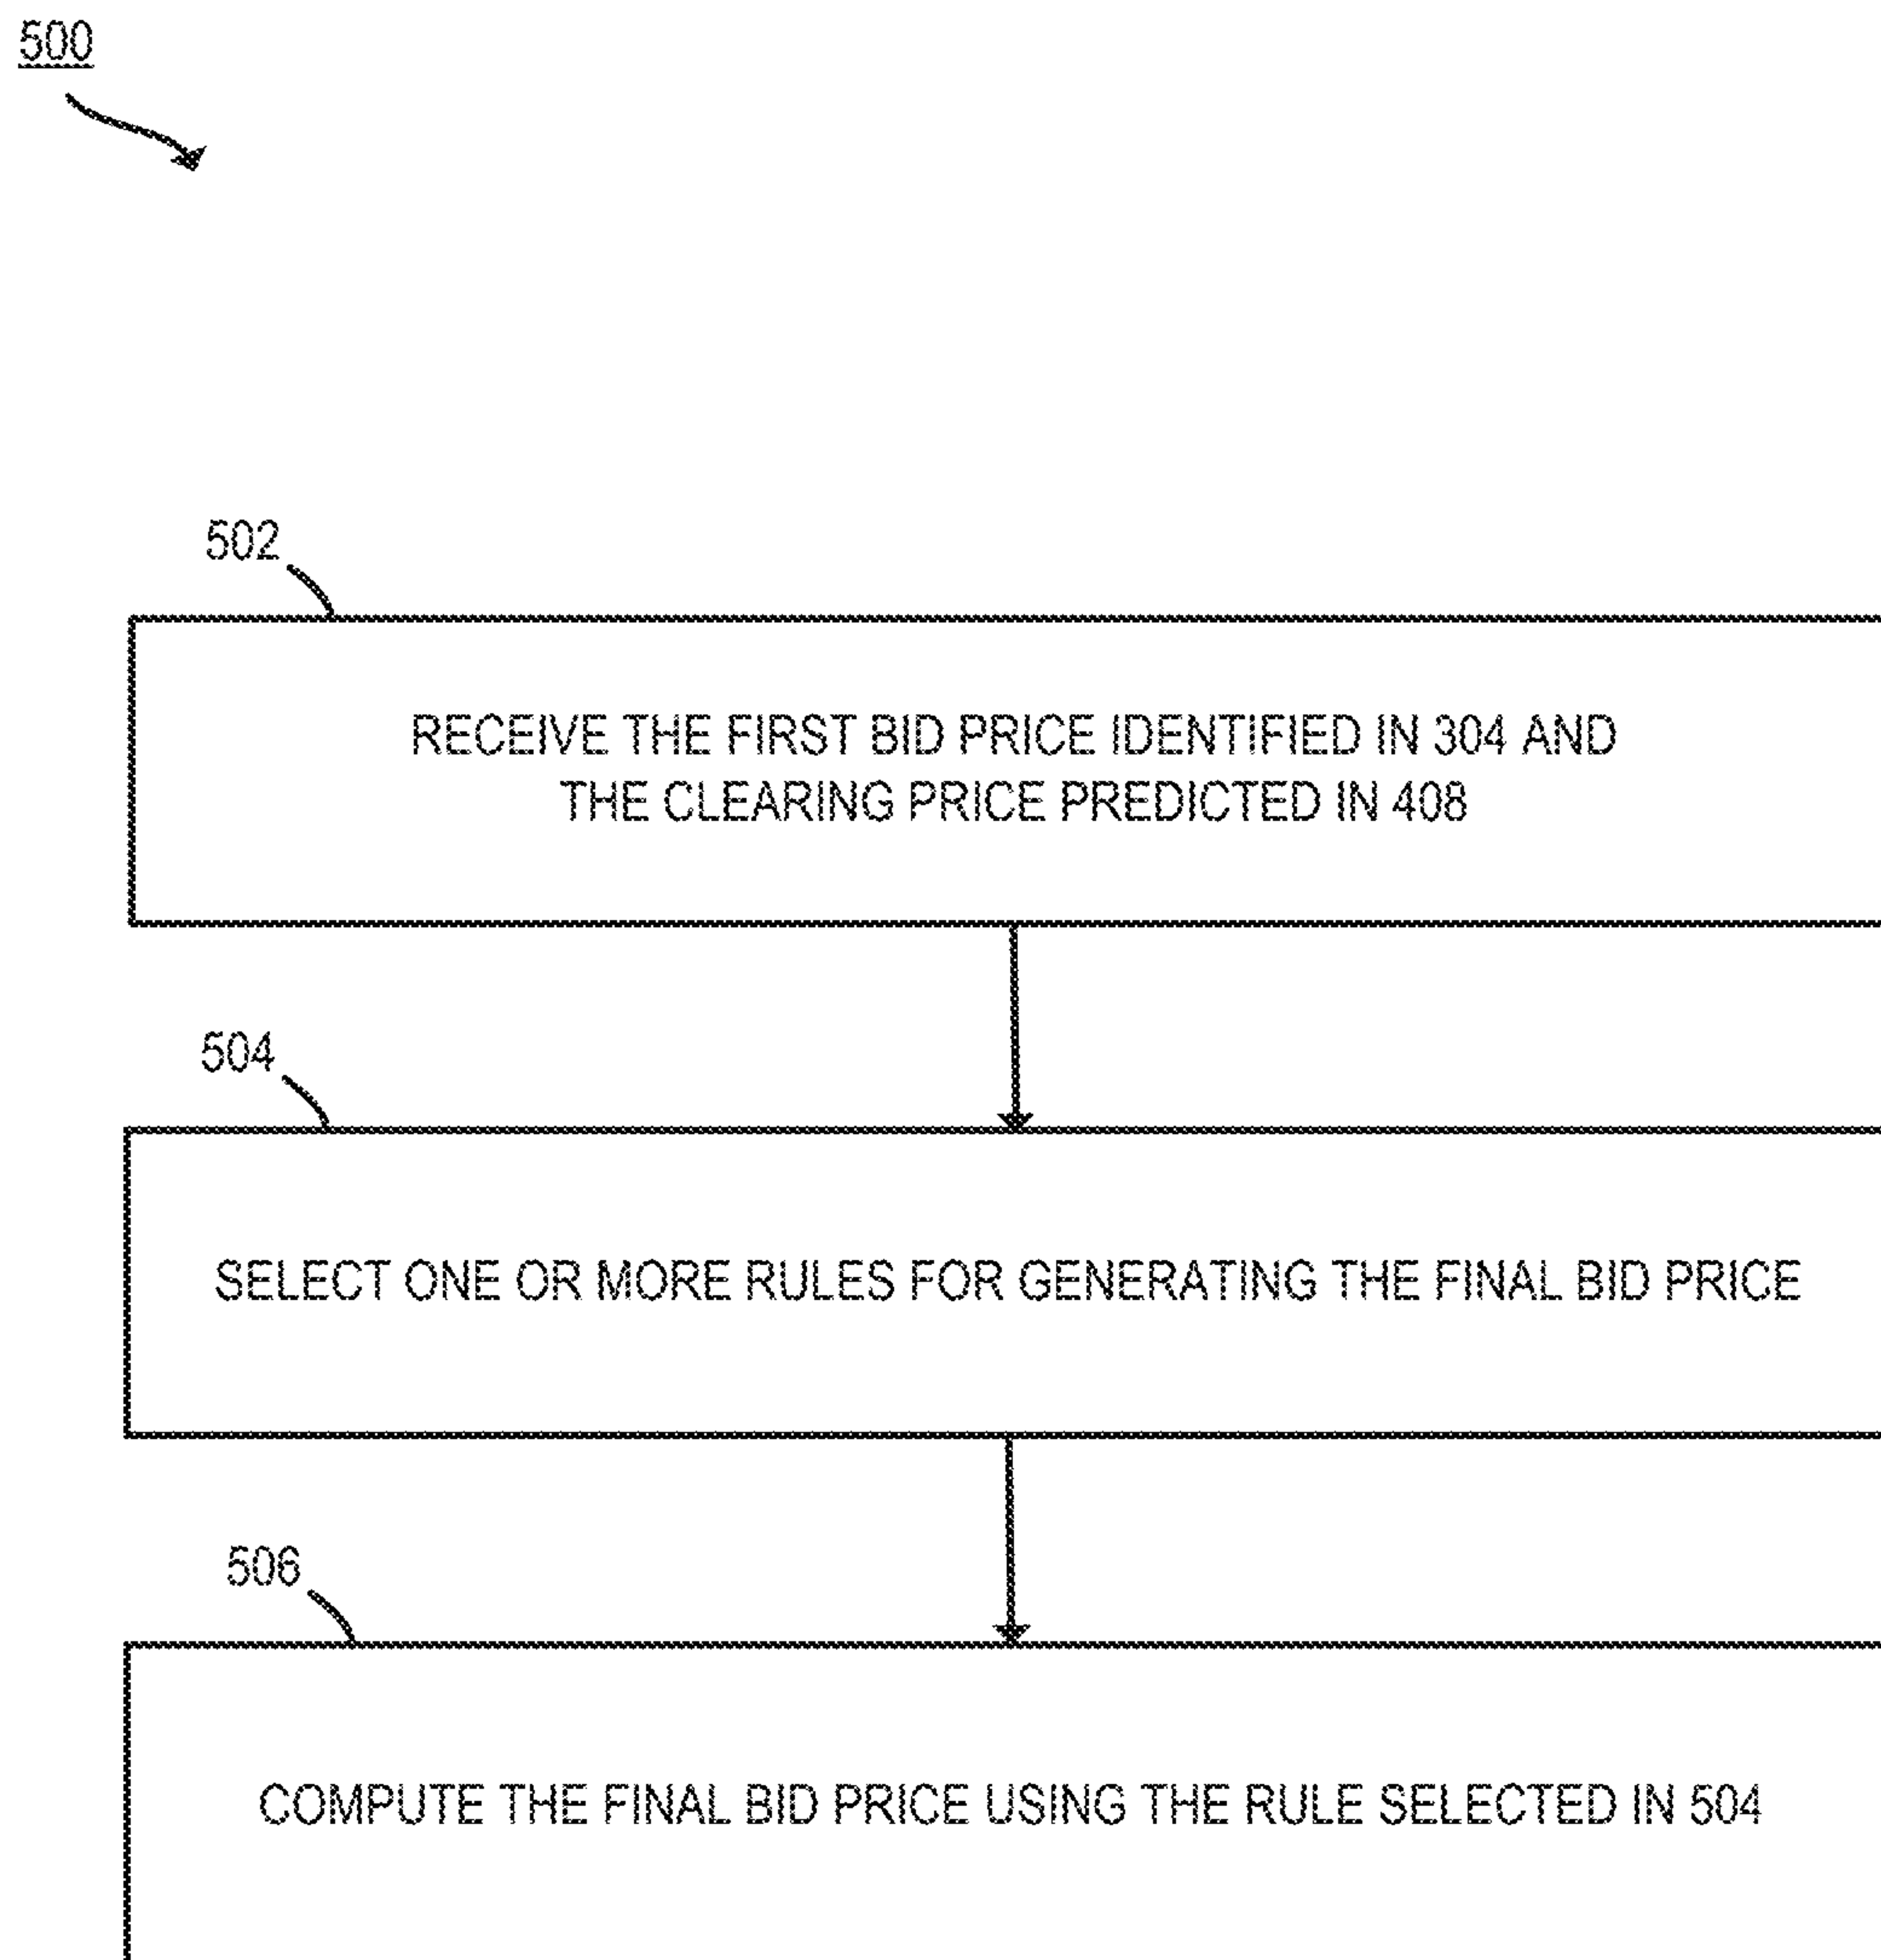 500
502
RECEIVE THE FIRST BID PRICE IDENTIFIED IN 304 AND
THE CLEARING PRICE PREDICTED IN 408
504
SELECT ONE OR MORE RULES FOR GENERATING THE FINAL BID PRICE
506
COMPUTE THE FINAL BID PRICE USING THE RULE SELECTED IN 504